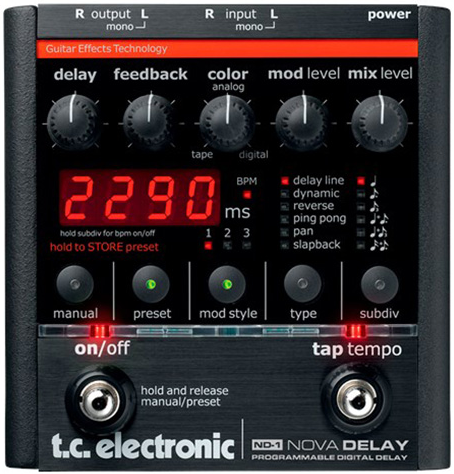 R output L R input L power
mono mono
Guitar Effects Technology
delay feedback color mod level mix level
analog
tape digital
2290 BPM
ms
delay line
dynamic
reverse
ping pong
pan
slapback
hold subdiv for bpm on/off 1 2 3
hold to STORE preset
manual preset mod style type subdiv
on/off tap tempo
hold and release
manual/preset
t.c. electronic ND-1 NOVA DELAY
PROGRAMMABLE DIGITAL DELAY